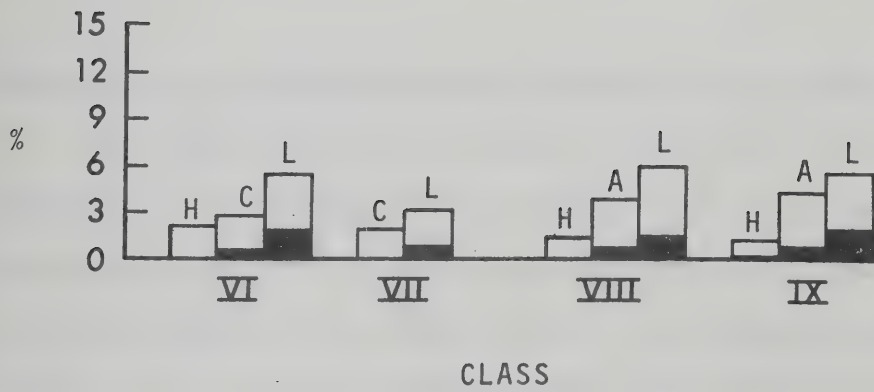 15
12
9
%
6
3
0
H C L
C L
H A L
H A L
VI VII VIII IX
CLASS